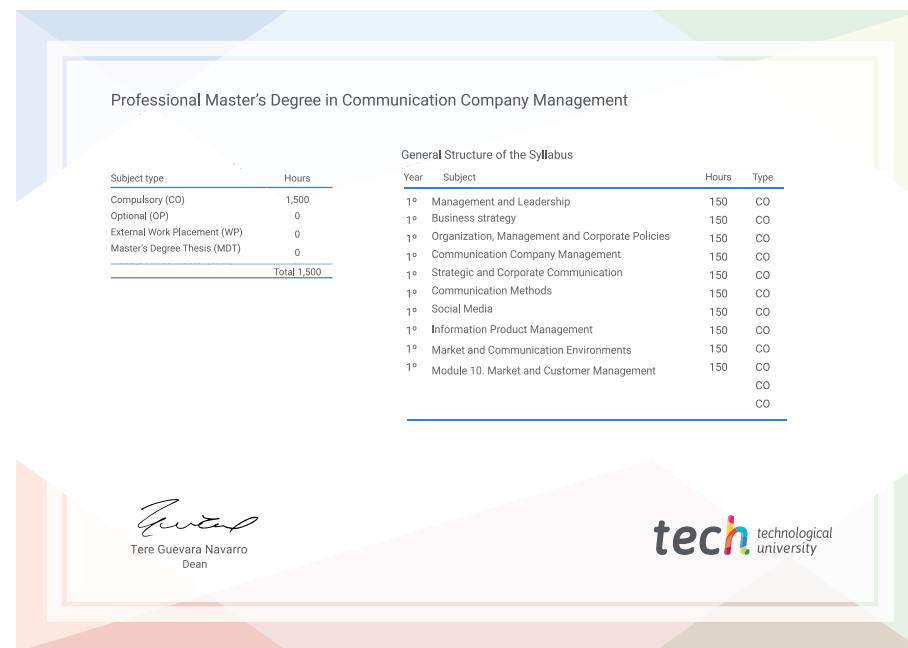 Professional Master's Degree in Communication Company Management
Subject type Hours
Compulsory (CO) 1,500
Optional (OP) 0
External Work Placement (WP) 0
Master's Degree Thesis (MDT) 0
Total 1,500
General Structure of the Syllabus
Year Subject Hours Type
1º Management and Leadership 150 CO
1º Business strategy 150 CO
1º Organization, Management and Corporate Policies 150 CO
1º Communication Company Management 150 CO
1º Strategic and Corporate Communication 150 CO
1º Communication Methods 150 CO
1º Social Media 150 CO
1º Information Product Management 150 CO
1º Market and Communication Environments 150 CO
1º Module 10. Market and Customer Management 150 CO
CO
CO
Tere Guevara Navarro
Dean
tech technological
university